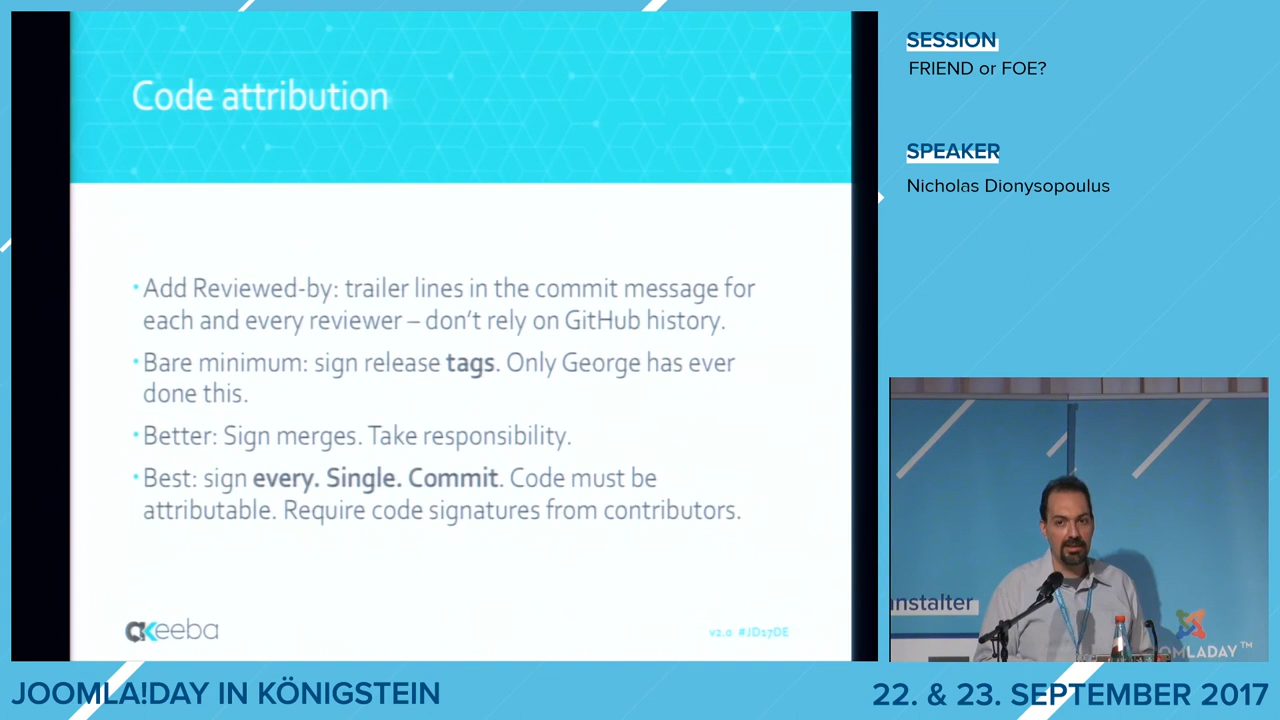 Code attribution
Add Reviewed-by: trailer lines in the commit message for
each and every reviewer – don't rely on GitHub history.
Bare minimum: sign release tags. Only George has ever
done this.
Better: Sign merges. Take responsibility.
Best: sign every. Single. Commit. Code must be
attributable. Require code signatures from contributors.
akeeba
v2.0 #JD17DE
SESSION
FRIEND or FOE?
SPEAKER
Nicholas Dionysopoulus
nstalter
OMLADAY™
JOOMLA!DAY IN KÖNIGSTEIN
22. & 23. SEPTEMBER 2017